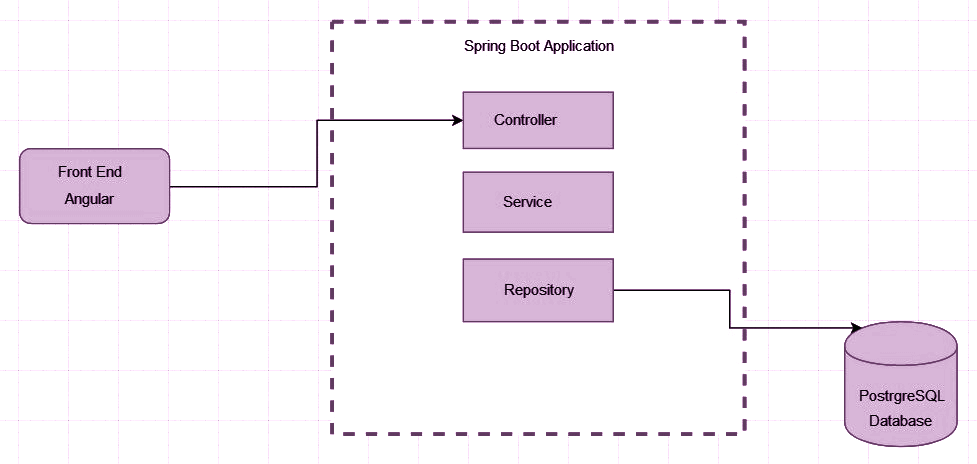 Spring Boot Application
Controller
Front End
Angular
Service
Repository
PostrgreSQL
Database